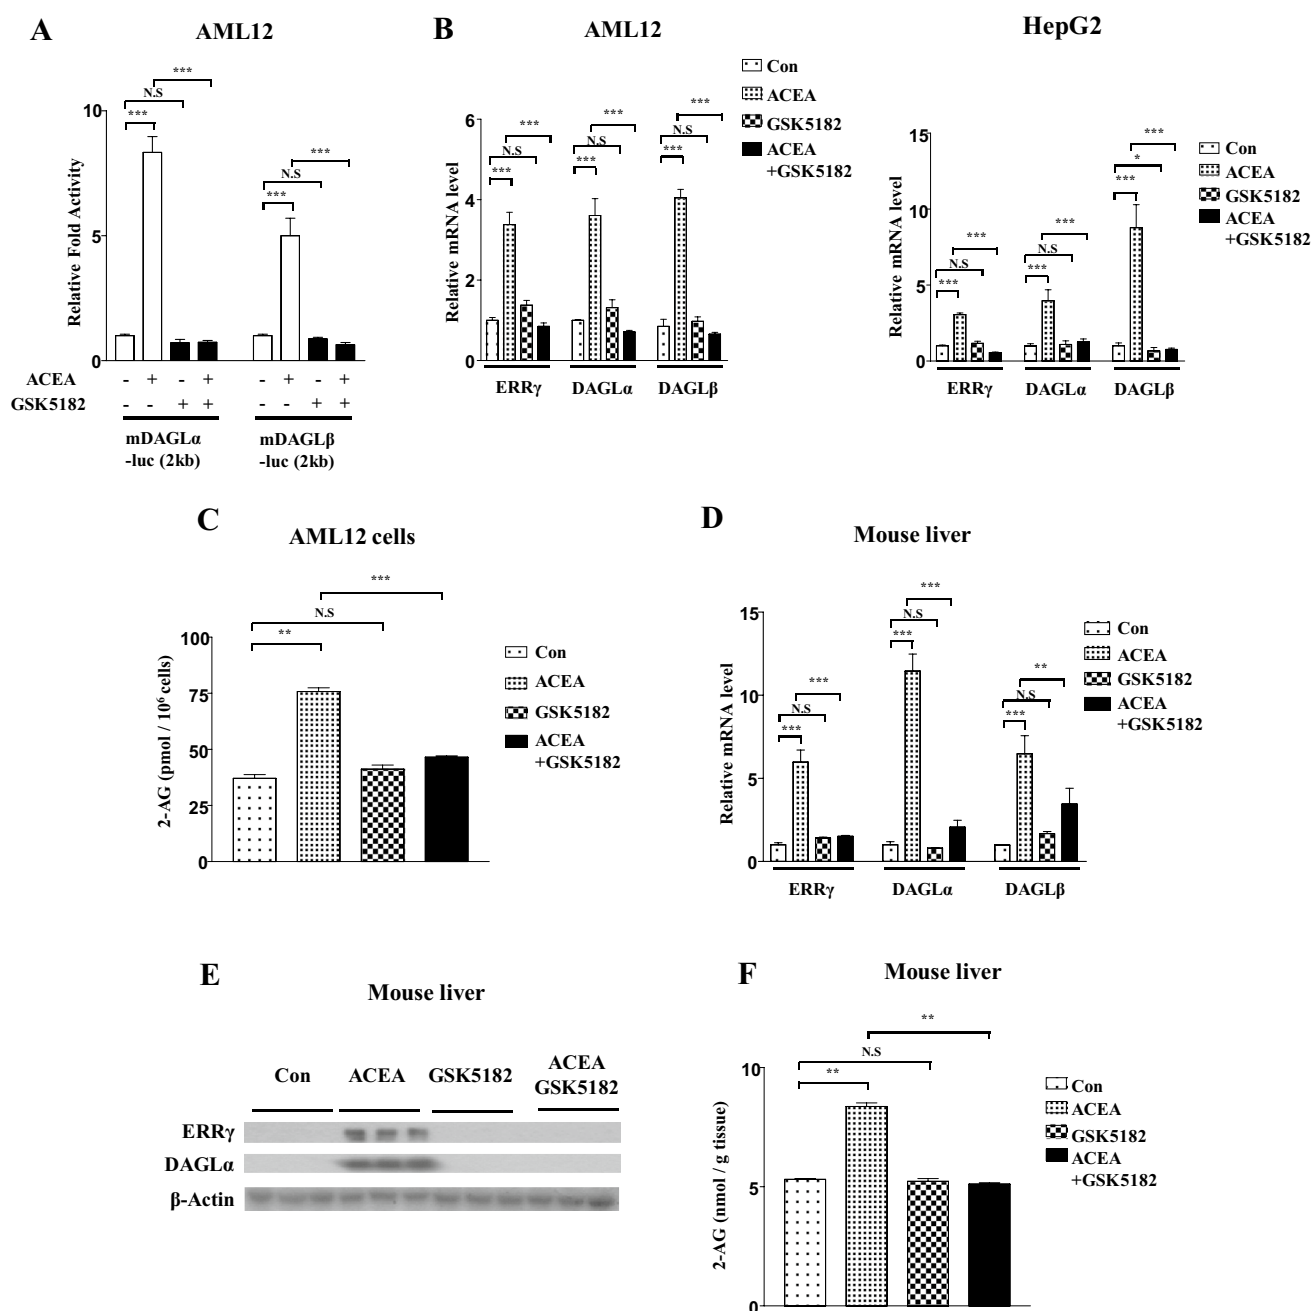 A
AML12
***
N.S
***
***
N.S
***
10
5
0
Relative Fold Activity
ACEA - + - + - + - +
GSK5182 - - + + - - + +
mDAGLα
-luc (2kb)
mDAGLβ
-luc (2kb)
B
AML12
Con
ACEA
GSK5182
ACEA
+GSK5182
***
N.S
***
***
N.S
***
***
N.S
***
6
4
2
0
Relative mRNA level
ERRγ DAGLα DAGLβ
HepG2
Con
ACEA
GSK5182
ACEA
+GSK5182
***
N.S
***
***
N.S
***
***
*
***
15
10
5
0
Relative mRNA level
ERRγ DAGLα DAGLβ
C
AML12 cells
***
N.S
**
100
75
50
25
0
2-AG (pmol / 10⁶ cells)
Con
ACEA
GSK5182
ACEA
+GSK5182
D
Mouse liver
***
N.S
***
***
N.S
***
**
N.S
***
15
10
5
0
Relative mRNA level
ERRγ DAGLα DAGLβ
Con
ACEA
GSK5182
ACEA
+GSK5182
E
Mouse liver
Con ACEA GSK5182 ACEA
GSK5182
ERRγ
DAGLα
β-Actin
F
Mouse liver
**
N.S
**
10
5
0
2-AG (nmol / g tissue)
Con
ACEA
GSK5182
ACEA
+GSK5182